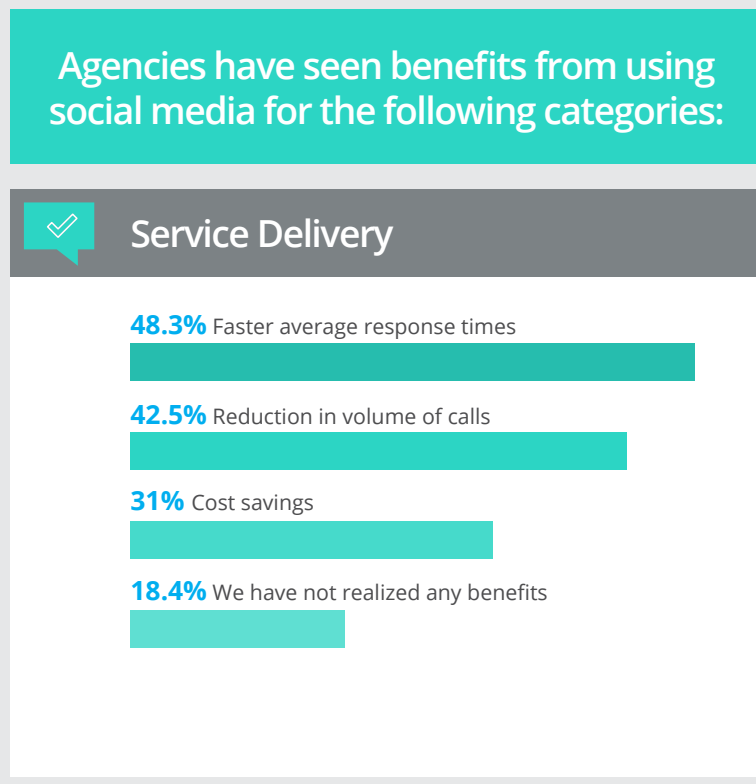 Agencies have seen benefits from using
social media for the following categories:
Service Delivery
48.3% Faster average response times
42.5% Reduction in volume of calls
31% Cost savings
18.4% We have not realized any benefits